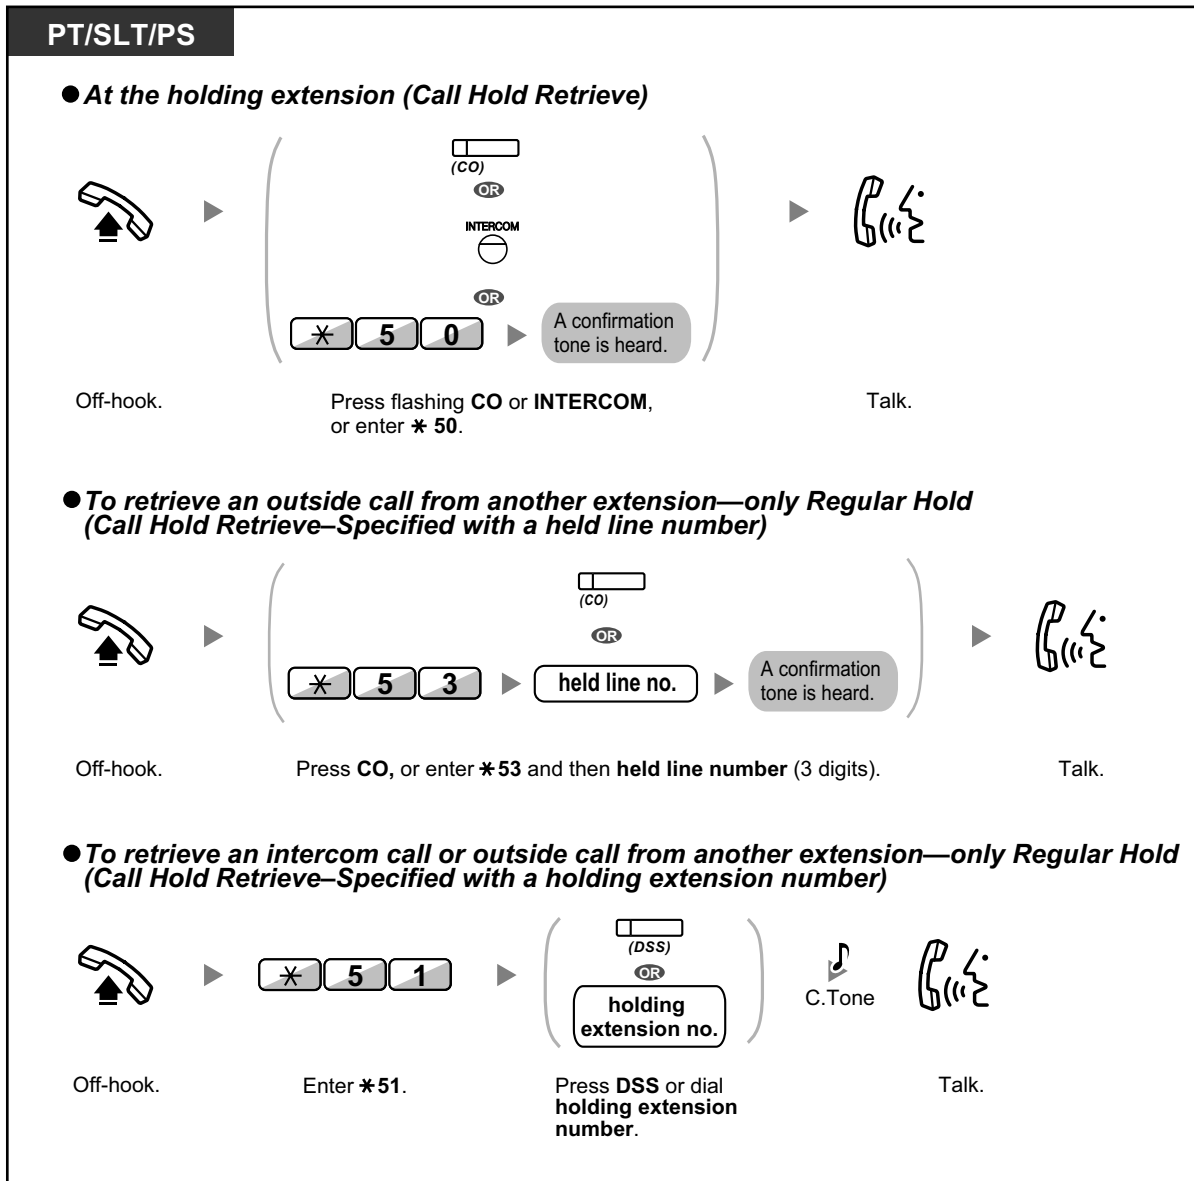 PT/SLT/PS
●At the holding extension (Call Hold Retrieve)
(CO)
OR
INTERCOM
OR
✳ 5 0
A confirmation
tone is heard.
Off-hook.
Press flashing CO or INTERCOM,
or enter ✳ 50.
Talk.
●To retrieve an outside call from another extension—only Regular Hold
(Call Hold Retrieve–Specified with a held line number)
(CO)
OR
✳ 5 3
held line no.
A confirmation
tone is heard.
Off-hook.
Press CO, or enter ✳53 and then held line number (3 digits).
Talk.
●To retrieve an intercom call or outside call from another extension—only Regular Hold
(Call Hold Retrieve–Specified with a holding extension number)
✳ 5 1
(DSS)
OR
holding
extension no.
C.Tone
Off-hook.
Enter ✳51.
Press DSS or dial
holding extension
number.
Talk.